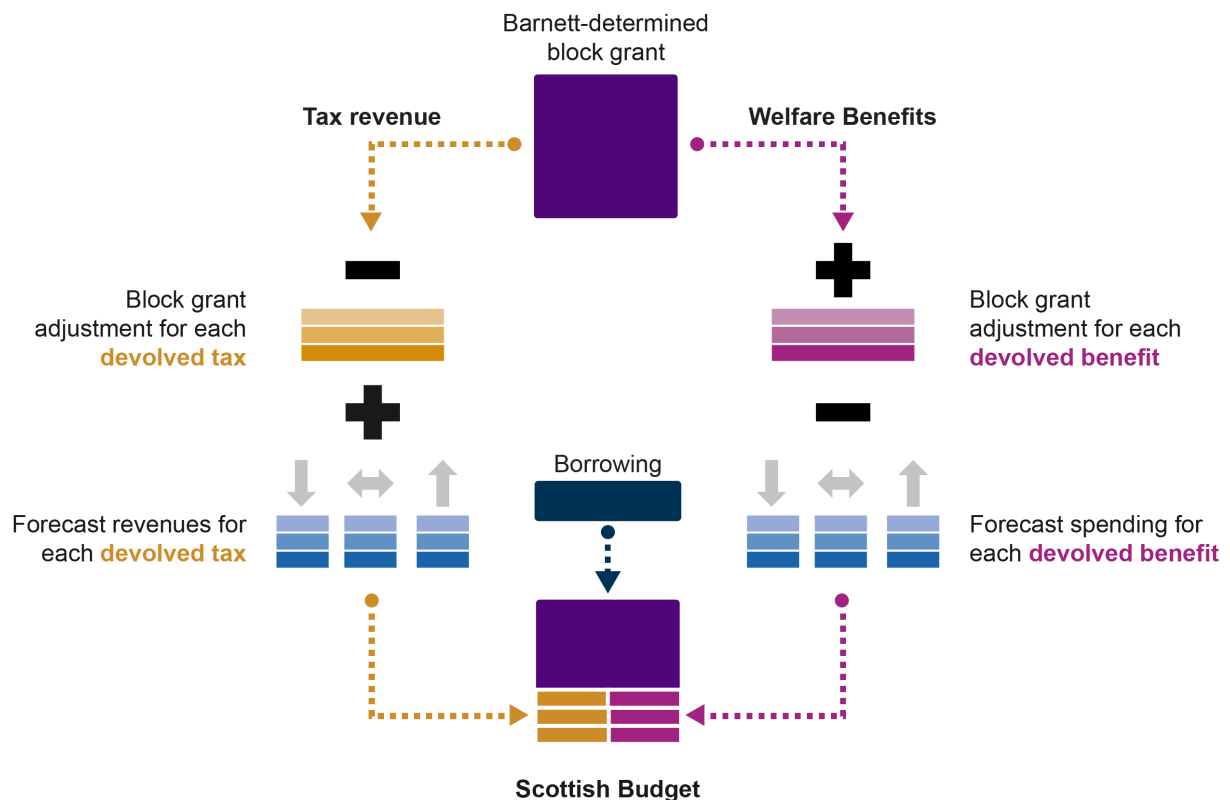 Barnett-determined
block grant
Tax revenue
Welfare Benefits
Block grant
adjustment for each
devolved tax
Block grant
adjustment for each
devolved benefit
Borrowing
Forecast revenues for
each devolved tax
Forecast spending for
each devolved benefit
Scottish Budget